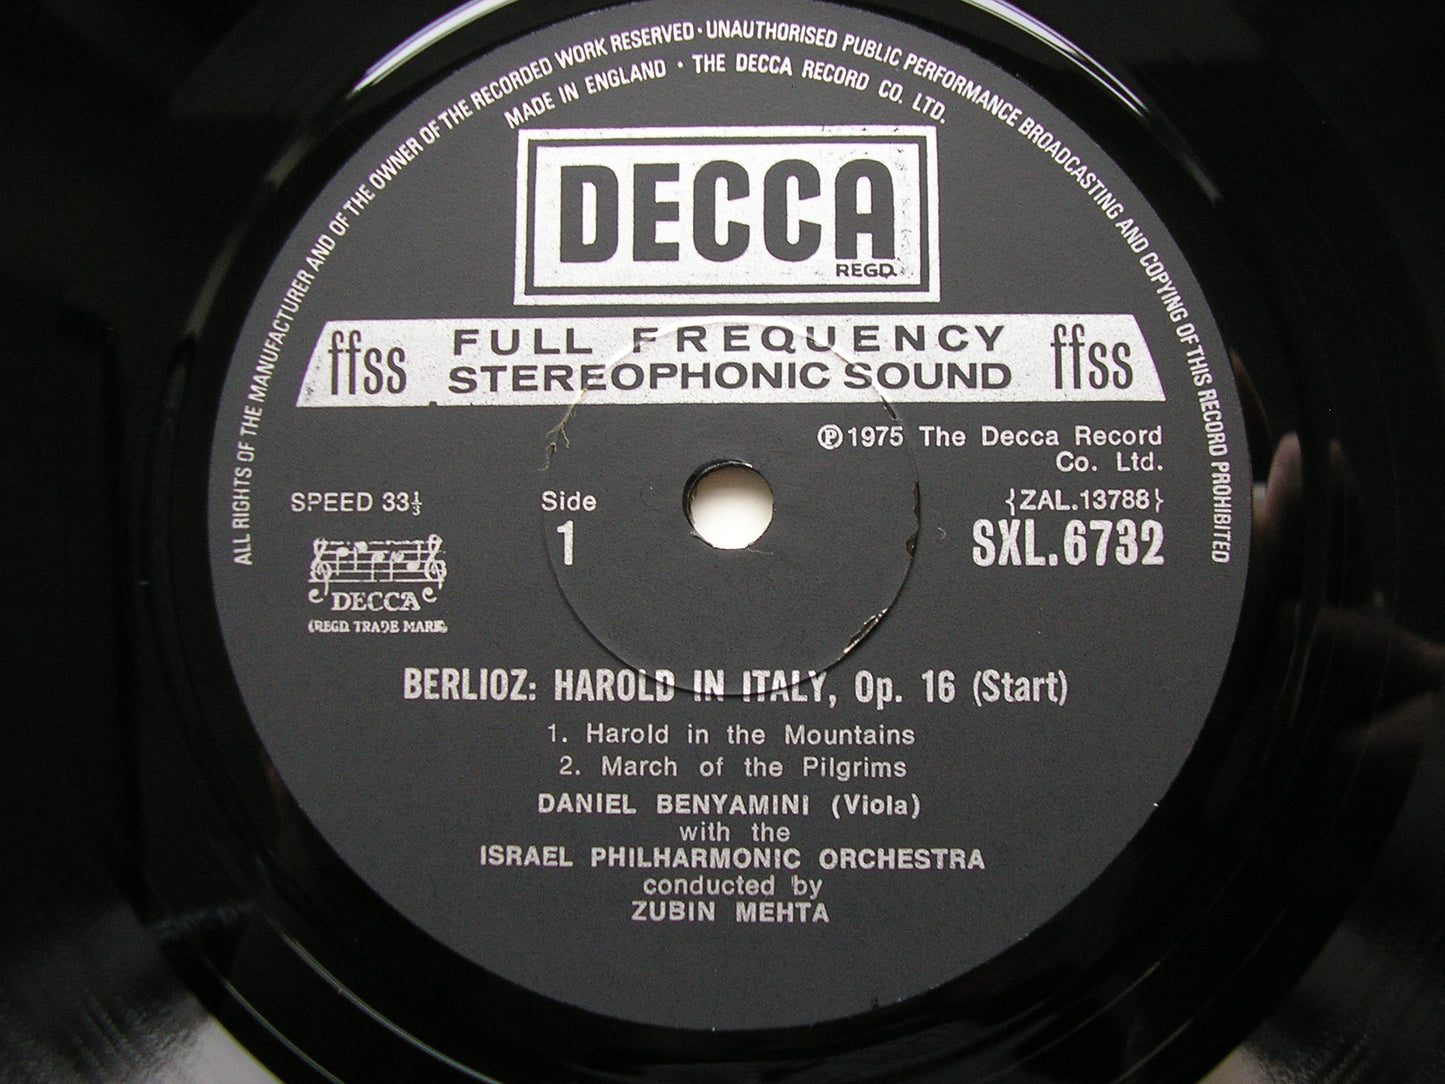 ALL RIGHTS OF THE MANUFACTURER AND OF THE OWNER OF THE RECORDED WORK RESERVED · UNAUTHORISED PUBLIC PERFORMANCE BROADCASTING AND COPYING OF THIS RECORD PROHIBITED
MADE IN ENGLAND · THE DECCA RECORD CO. LTD.
DECCA
REGD.
ffss FULL FREQUENCY ffss
STEREOPHONIC SOUND
Ⓟ1975 The Decca Record
Co. Ltd.
SPEED 33⅓ Side {ZAL.13788}
1 SXL.6732
DECCA
(REGD. TRADE MARK)
BERLIOZ: HAROLD IN ITALY, Op. 16 (Start)
1. Harold in the Mountains
2. March of the Pilgrims
DANIEL BENYAMINI (Viola)
with the
ISRAEL PHILHARMONIC ORCHESTRA
conducted by
ZUBIN MEHTA